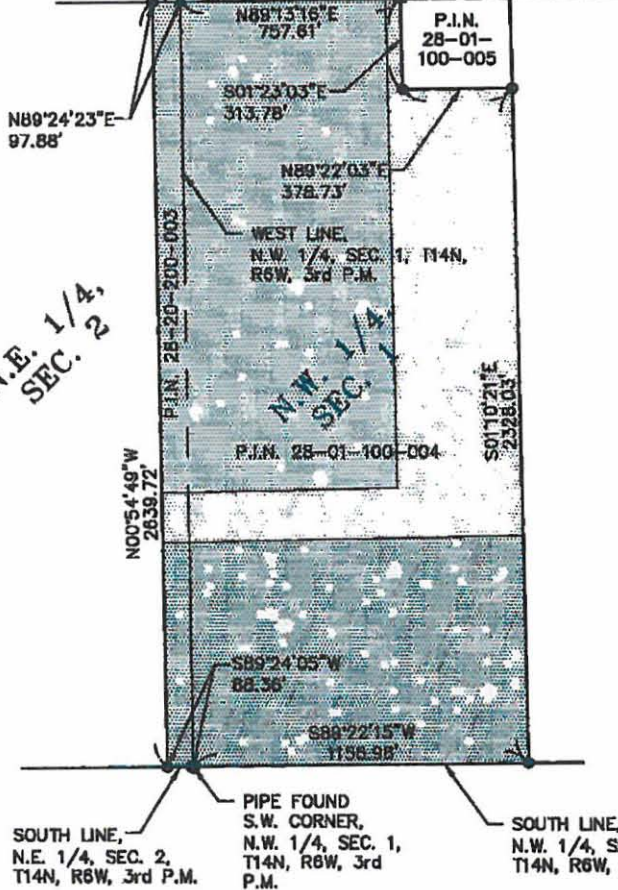 N89°13'16"E
757.61'
P.I.N.
28-01-
100-005
S01°23'03"E
313.78'
N89°24'23"E
97.88'
N89°22'03"E
378.73'
WEST LINE,
N.W. 1/4, SEC. 1, T14N,
R6W, 3rd P.M.
P.I.N. 28-20-200-003
N.E. 1/4,
SEC. 2
N.W. 1/4,
SEC. 1
P.I.N. 28-01-100-004
S01°10'21"E
2328.03'
N00°54'49"W
2639.72'
S89°24'05"W
88.36'
S89°22'15"W
1158.98'
SOUTH LINE,
N.E. 1/4, SEC. 2,
T14N, R6W, 3rd P.M.
PIPE FOUND
S.W. CORNER,
N.W. 1/4, SEC. 1,
T14N, R6W, 3rd
P.M.
SOUTH LINE,
N.W. 1/4, S
T14N, R6W,